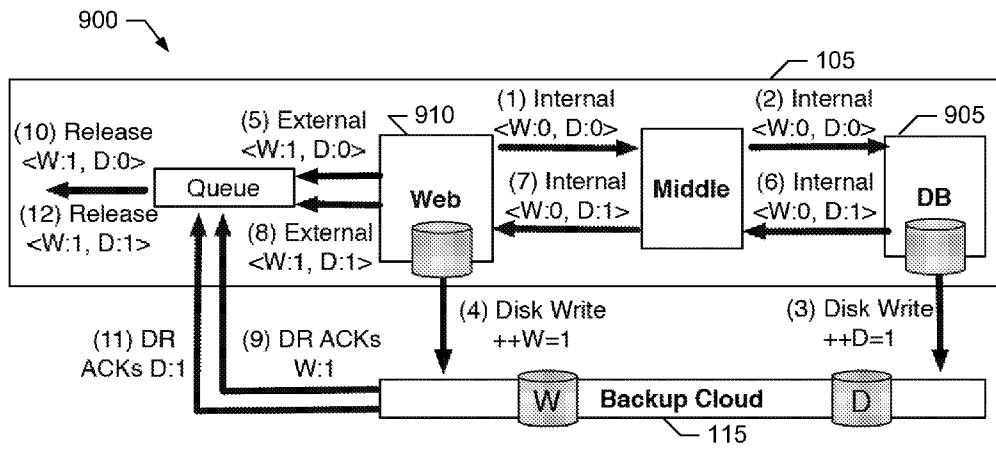 900
105
(10) Release
<W:1, D:0>
(5) External
<W:1, D:0>
910
(1) Internal
<W:0, D:0>
(2) Internal
<W:0, D:0>
905
Queue
Web
Middle
DB
(7) Internal
<W:0, D:1>
(6) Internal
<W:0, D:1>
(12) Release
<W:1, D:1>
(8) External
<W:1, D:1>
(11) DR
ACKs D:1
(9) DR ACKs
W:1
(4) Disk Write
++W=1
(3) Disk Write
++D=1
W
Backup Cloud
D
115